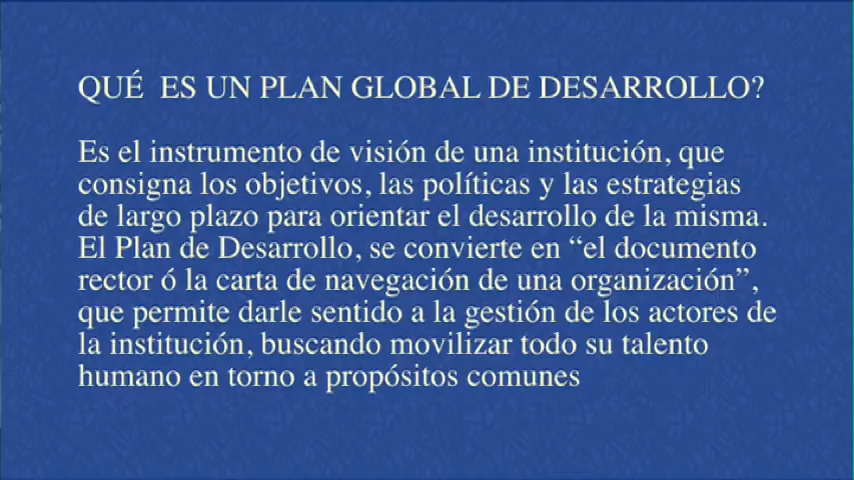 QUÉ ES UN PLAN GLOBAL DE DESARROLLO?
Es el instrumento de visión de una institución, que
consigna los objetivos, las políticas y las estrategias
de largo plazo para orientar el desarrollo de la misma.
El Plan de Desarrollo, se convierte en “el documento
rector ó la carta de navegación de una organización”,
que permite darle sentido a la gestión de los actores de
la institución, buscando movilizar todo su talento
humano en torno a propósitos comunes